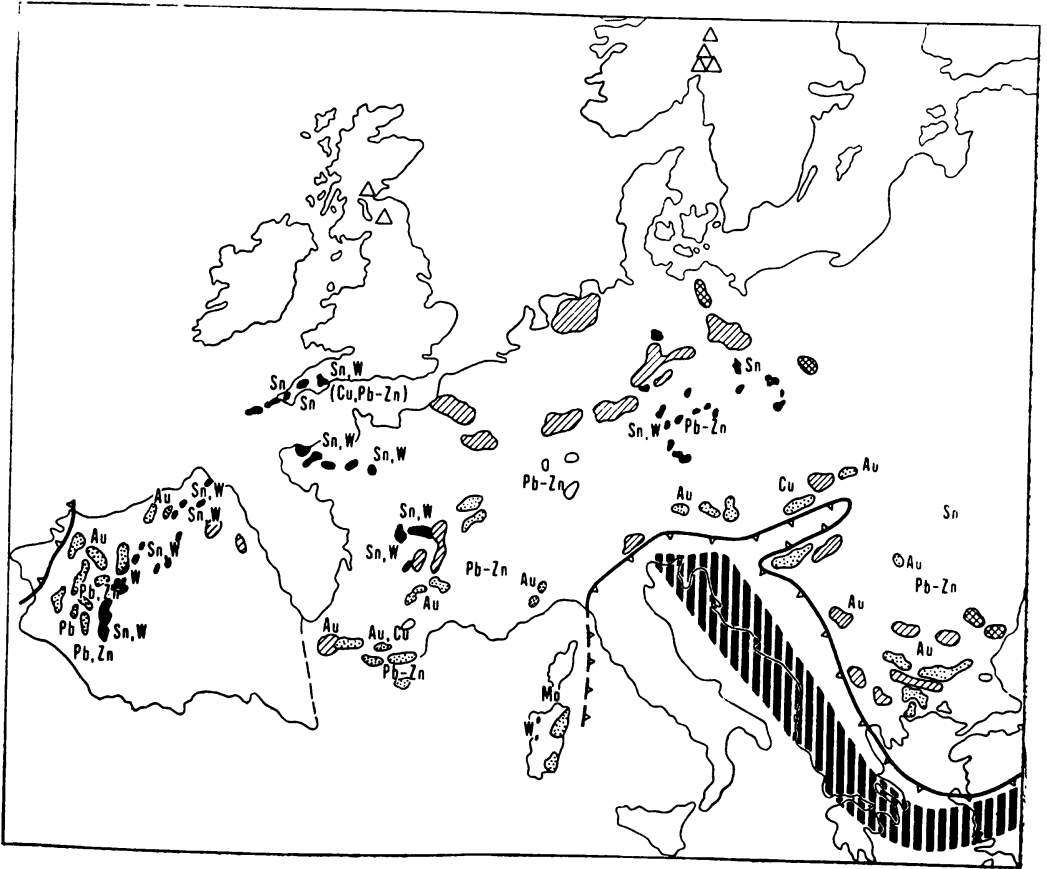 Sn
Sn,W
(Cu,Pb-Zn)
Sn
Sn
Sn,W
Pb-Zn
Sn,W
Sn,W
Au
Cu
Pb-Zn
Au
Sn,W
Au
Sn,W
Sn,W
Sn
Au
Sn,W
Sn,W
Au
Pb-Zn
Au
Pb-Zn
W
Pb,Zn
Au
Au
Pb
Sn,W
Au
Au,Cu
Pb,Zn
Au
Pb-Zn
Mo
W